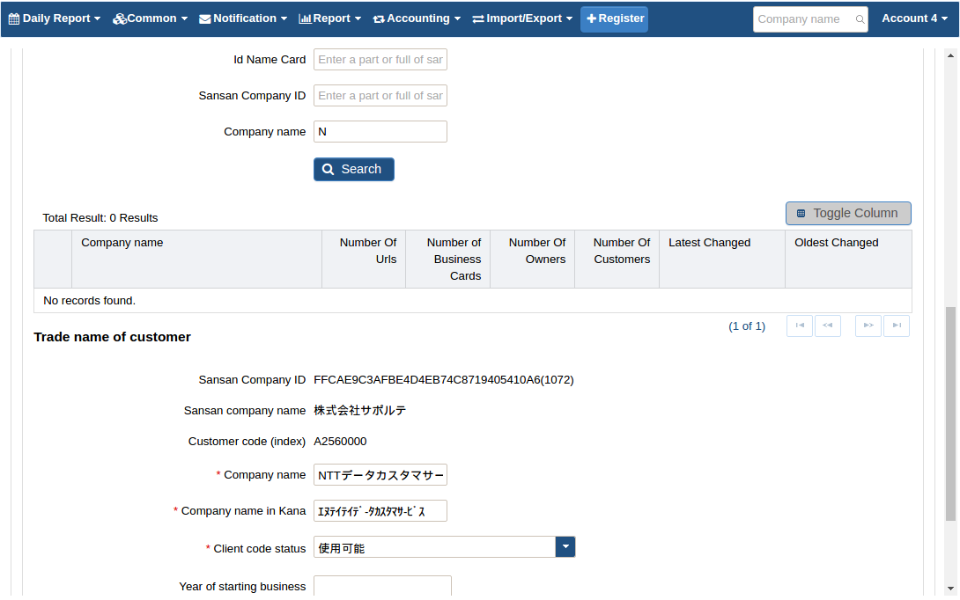 Daily Report Common Notification Report Accounting Import/Export Register Company name Account 4
Id Name Card Enter a part or full of sar
Sansan Company ID Enter a part or full of sar
Company name N
Search
Total Result: 0 Results Toggle Column
Company name Number Of Urls Number of Business Cards Number Of Owners Number Of Customers Latest Changed Oldest Changed
No records found.
(1 of 1)
Trade name of customer
Sansan Company ID FFCAE9C3AFBE4D4EB74C8719405410A6(1072)
Sansan company name 株式会社サポルテ
Customer code (index) A2560000
* Company name NTTデータカスタマサー
* Company name in Kana ｴﾇﾃｲﾃｲﾃﾞｰﾀｶｽﾀﾏｻｰﾋﾞｽ
* Client code status 使用可能
Year of starting business